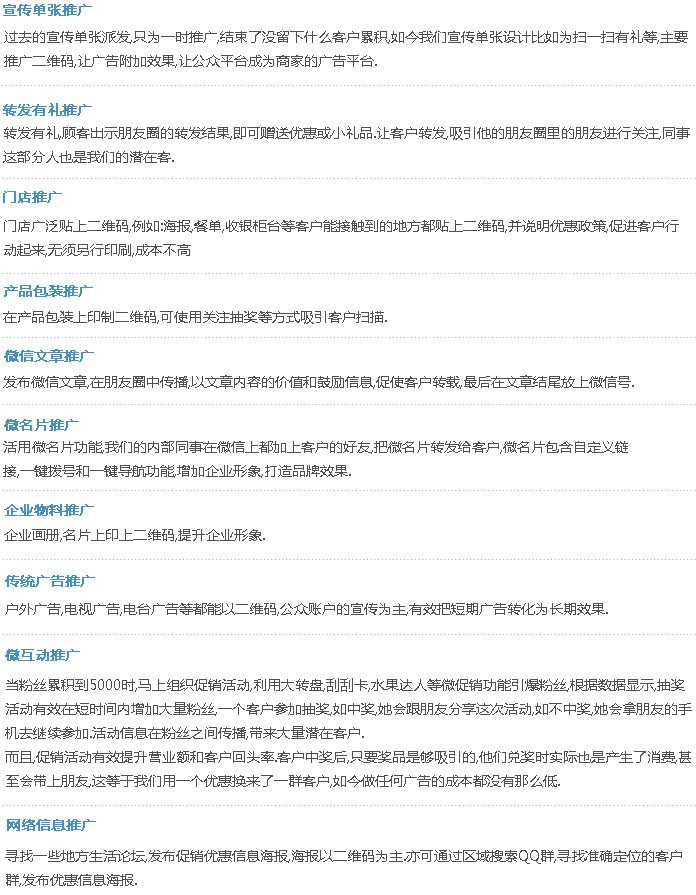 宣传单张推广
过去的宣传单张派发,只为一时推广,结束了没留下什么客户累积,如今我们宣传单张设计比如为扫一扫有礼等,主要
推广二维码,让广告附加效果,让公众平台成为商家的广告平台.
转发有礼推广
转发有礼,顾客出示朋友圈的转发结果,即可赠送优惠或小礼品.让客户转发,吸引他的朋友圈里的朋友进行关注,同事
这部分人也是我们的潜在客.
门店推广
门店广泛贴上二维码,例如:海报,餐单,收银柜台等客户能接触到的地方都贴上二维码,并说明优惠政策,促进客户行
动起来,无须另行印刷,成本不高
产品包装推广
在产品包装上印制二维码,可使用关注抽奖等方式吸引客户扫描.
微信文章推广
发布微信文章,在朋友圈中传播,以文章内容的价值和鼓励信息,促使客户转载,最后在文章结尾放上微信号.
微名片推广
活用微名片功能,我们的内部同事在微信上都加上客户的好友,把微名片转发给客户,微名片包含自定义链
接,一键拨号和一键导航功能,增加企业形象,打造品牌效果.
企业物料推广
企业画册,名片上印上二维码,提升企业形象.
传统广告推广
户外广告,电视广告,电台广告等都能以二维码,公众账户的宣传为主,有效把短期广告转化为长期效果.
微互动推广
当粉丝累积到5000时,马上组织促销活动,利用大转盘,刮刮卡,水果达人等微促销功能引爆粉丝,根据数据显示,抽奖
活动有效在短时间内增加大量粉丝,一个客户参加抽奖,如中奖,她会跟朋友分享这次活动,如不中奖,她会拿朋友的手
机去继续参加.活动信息在粉丝之间传播,带来大量潜在客户.
而且,促销活动有效提升营业额和客户回头率.客户中奖后,只要奖品是够吸引的,他们兑奖时实际也是产生了消费,甚
至会带上朋友,这等于我们用一个优惠换来了一群客户,如今做任何广告的成本都没有那么低.
网络信息推广
寻找一些地方生活论坛,发布促销优惠信息海报,海报以二维码为主.亦可通过区域搜索QQ群,寻找准确定位的客户
群,发布优惠信息海报.